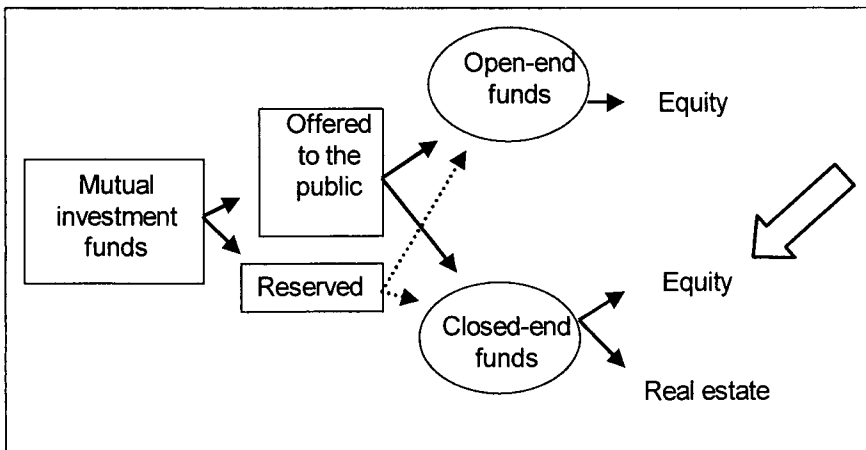 Mutual
investment
funds
Offered
to the
public
Reserved
Open-end
funds
Closed-end
funds
Equity
Equity
Real estate